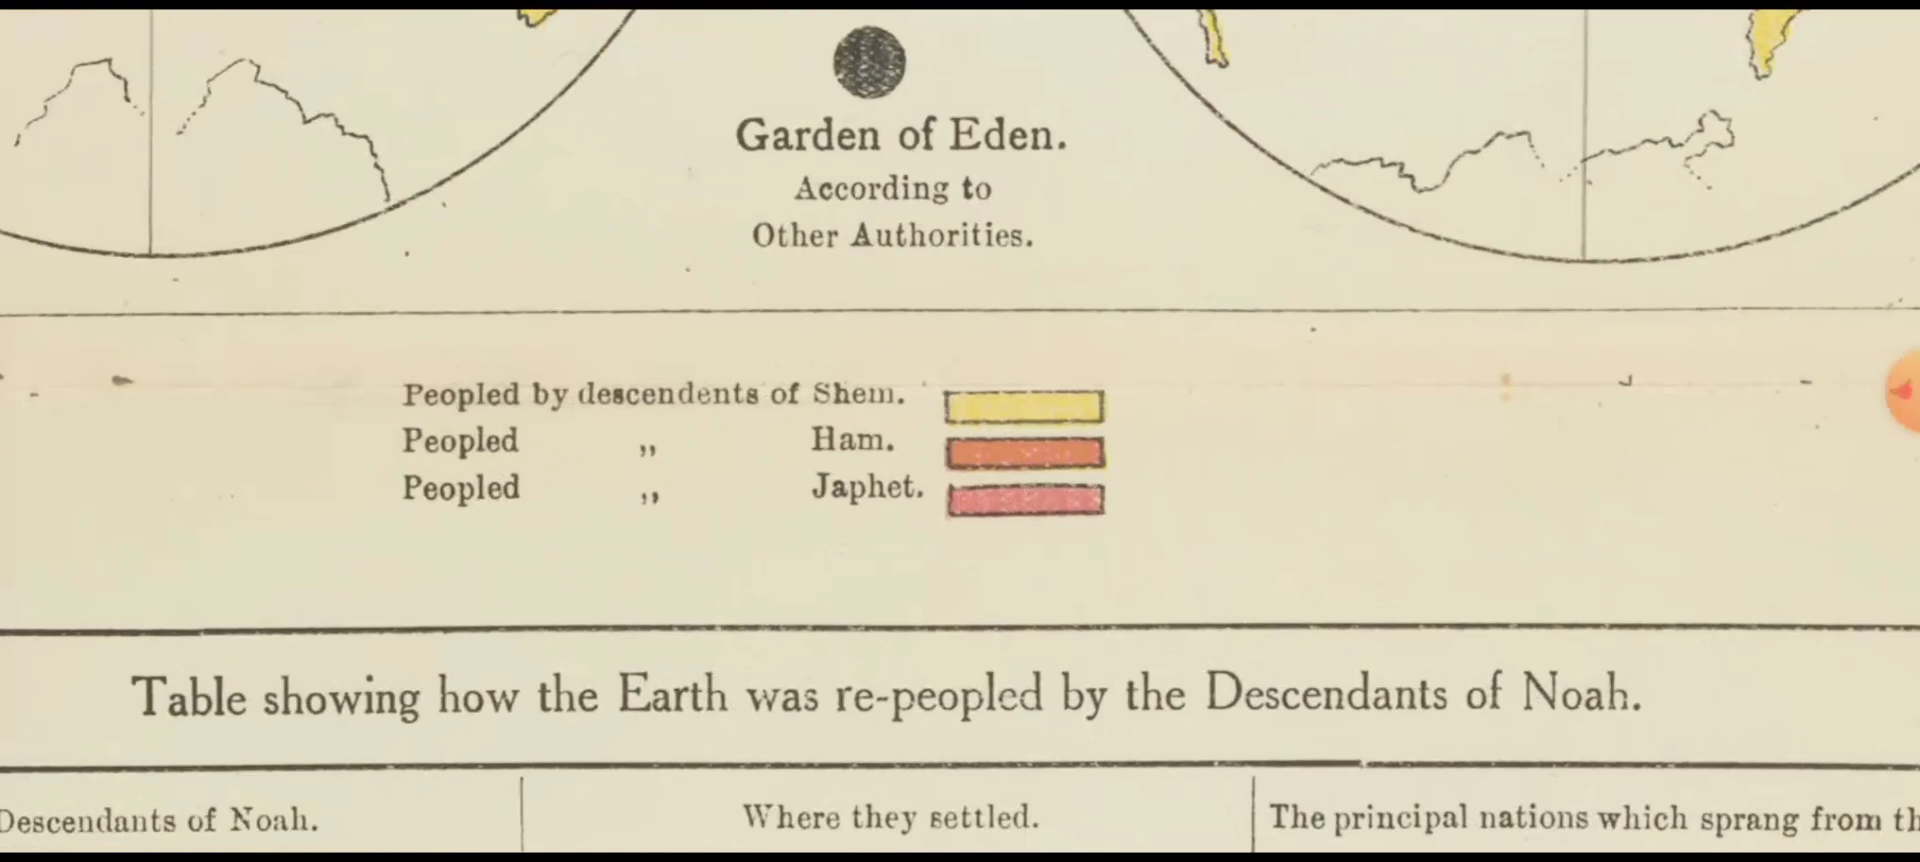 Garden of Eden.
According to
Other Authorities.
Peopled by descendents of Shem.
Peopled ,, Ham.
Peopled ,, Japhet.
Table showing how the Earth was re-peopled by the Descendants of Noah.
Descendants of Noah.
Where they settled.
The principal nations which sprang from